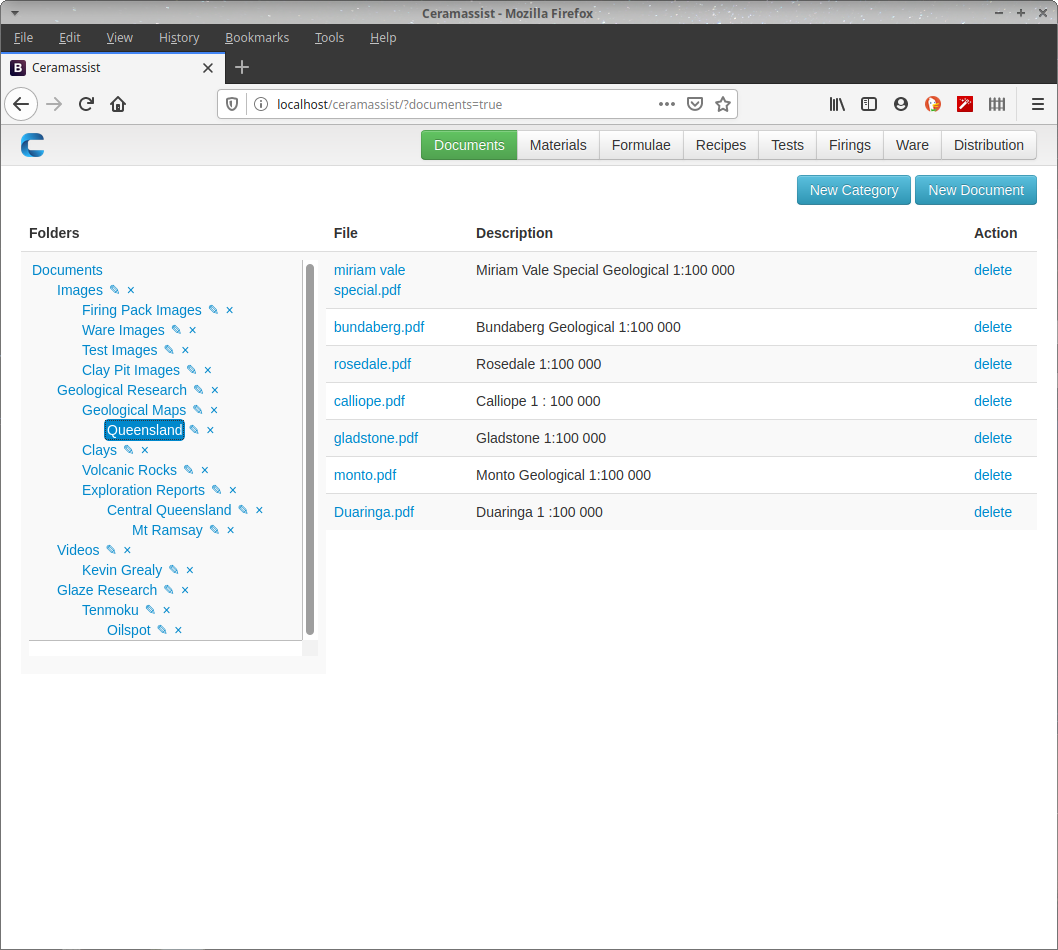 Ceramassist - Mozilla Firefox
File Edit View History Bookmarks Tools Help
B Ceramassist
localhost/ceramassist/?documents=true
Documents Materials Formulae Recipes Tests Firings Ware Distribution
New Category New Document
Folders File Description Action
Documents
Images ✎ ×
Firing Pack Images ✎ ×
Ware Images ✎ ×
Test Images ✎ ×
Clay Pit Images ✎ ×
Geological Research ✎ ×
Geological Maps ✎ ×
Queensland ✎ ×
Clays ✎ ×
Volcanic Rocks ✎ ×
Exploration Reports ✎ ×
Central Queensland ✎ ×
Mt Ramsay ✎ ×
Videos ✎ ×
Kevin Grealy ✎ ×
Glaze Research ✎ ×
Tenmoku ✎ ×
Oilspot ✎ ×
miriam vale Miriam Vale Special Geological 1:100 000 delete
special.pdf
bundaberg.pdf Bundaberg Geological 1:100 000 delete
rosedale.pdf Rosedale 1:100 000 delete
calliope.pdf Calliope 1 : 100 000 delete
gladstone.pdf Gladstone 1:100 000 delete
monto.pdf Monto Geological 1:100 000 delete
Duaringa.pdf Duaringa 1 :100 000 delete